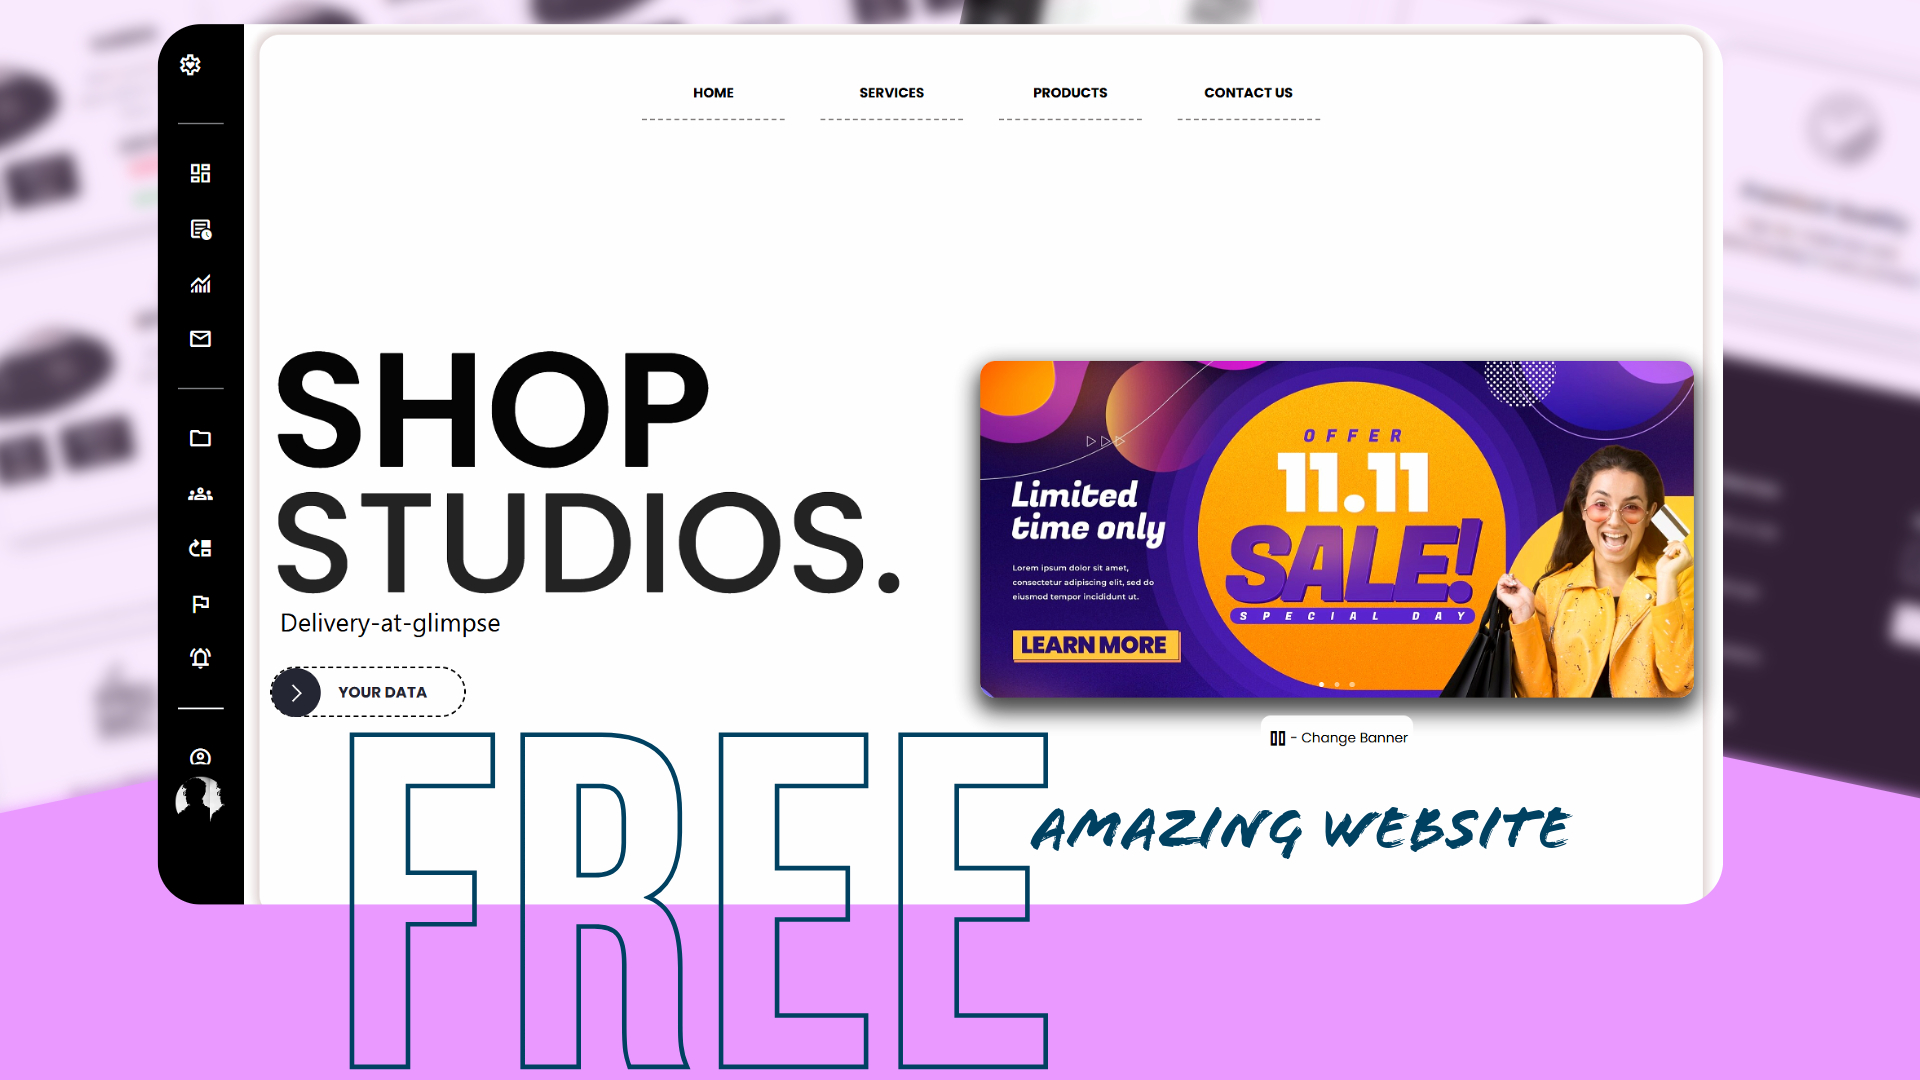 HOME
SERVICES
PRODUCTS
CONTACT US
SHOP
STUDIOS.
Delivery-at-glimpse
YOUR DATA
OFFER
11.11
SALE!
SPECIAL DAY
Limited
time only
Lorem ipsum dolor sit amet,
consectetur adipiscing elit, sed do
eiusmod tempor incididunt ut.
LEARN MORE
- Change Banner
FREE
AMAZING WEBSITE